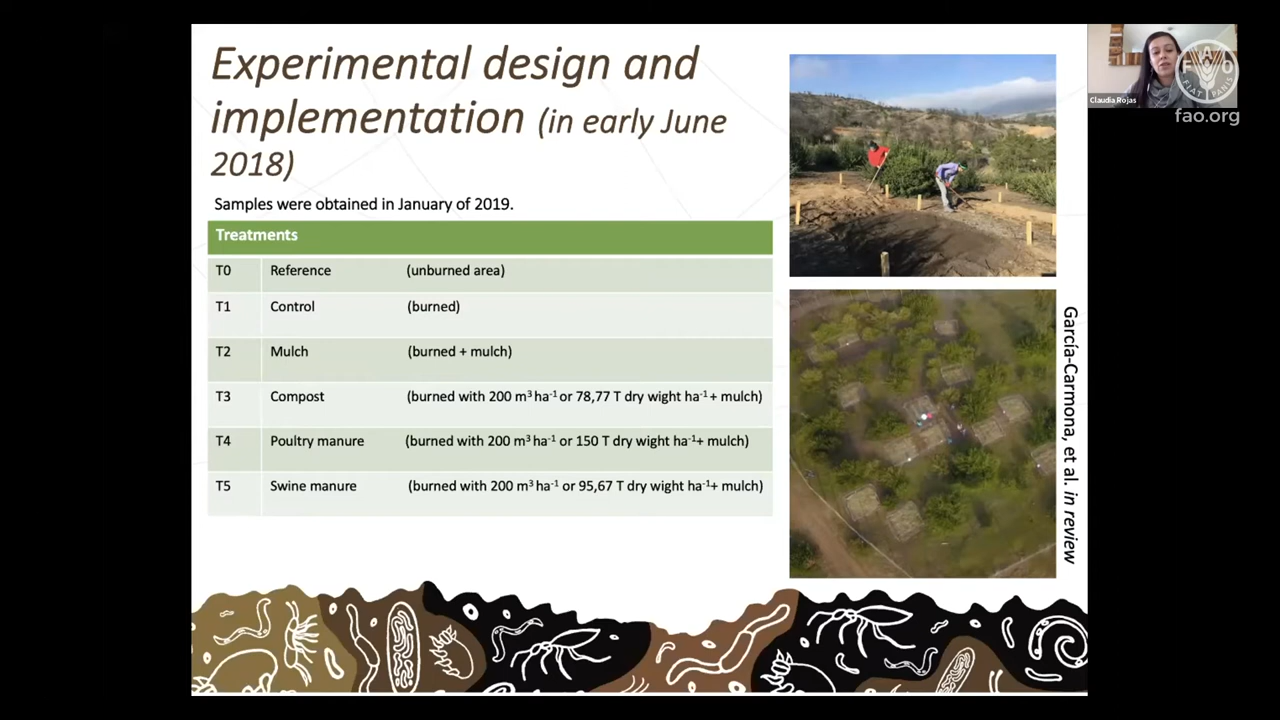 Experimental design and
implementation (in early June
2018)
Samples were obtained in January of 2019.
Treatments
T0 Reference (unburned area)
T1 Control (burned)
T2 Mulch (burned + mulch)
T3 Compost (burned with 200 m³ ha⁻¹ or 78,77 T dry wight ha⁻¹ + mulch)
T4 Poultry manure (burned with 200 m³ ha⁻¹ or 150 T dry wight ha⁻¹+ mulch)
T5 Swine manure (burned with 200 m³ ha⁻¹ or 95,67 T dry wight ha⁻¹+ mulch)
García-Carmona, et al. in review
Claudia Rojas
F A O
FIAT PANIS
fao.org